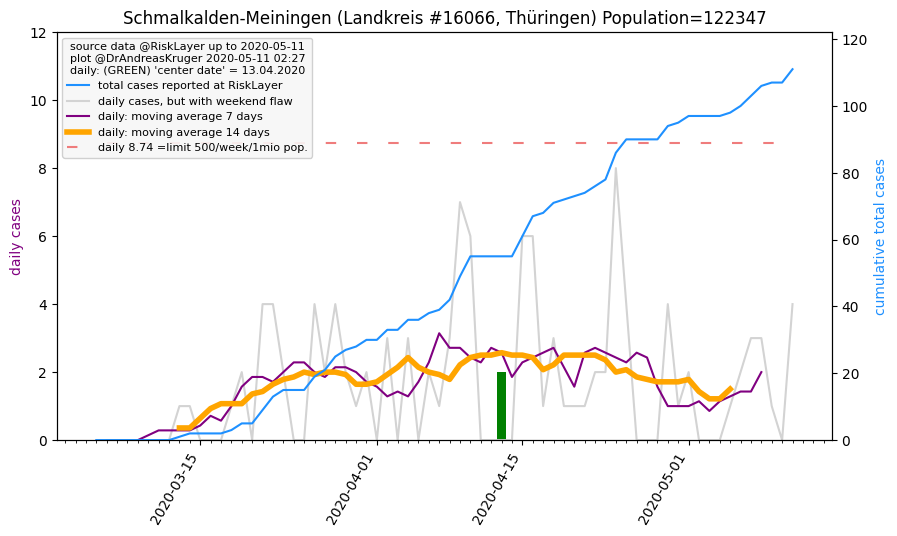 Schmalkalden-Meiningen (Landkreis #16066, Thüringen) Population=122347
source data @RiskLayer up to 2020-05-11
plot @DrAndreasKruger 2020-05-11 02:27
daily: (GREEN) 'center date' = 13.04.2020
total cases reported at RiskLayer
daily cases, but with weekend flaw
daily: moving average 7 days
daily: moving average 14 days
daily 8.74 =limit 500/week/1mio pop.
daily cases
12
10
8
6
4
2
0
120
100
80
60
40
20
0
cumulative total cases
2020-03-15
2020-04-01
2020-04-15
2020-05-01